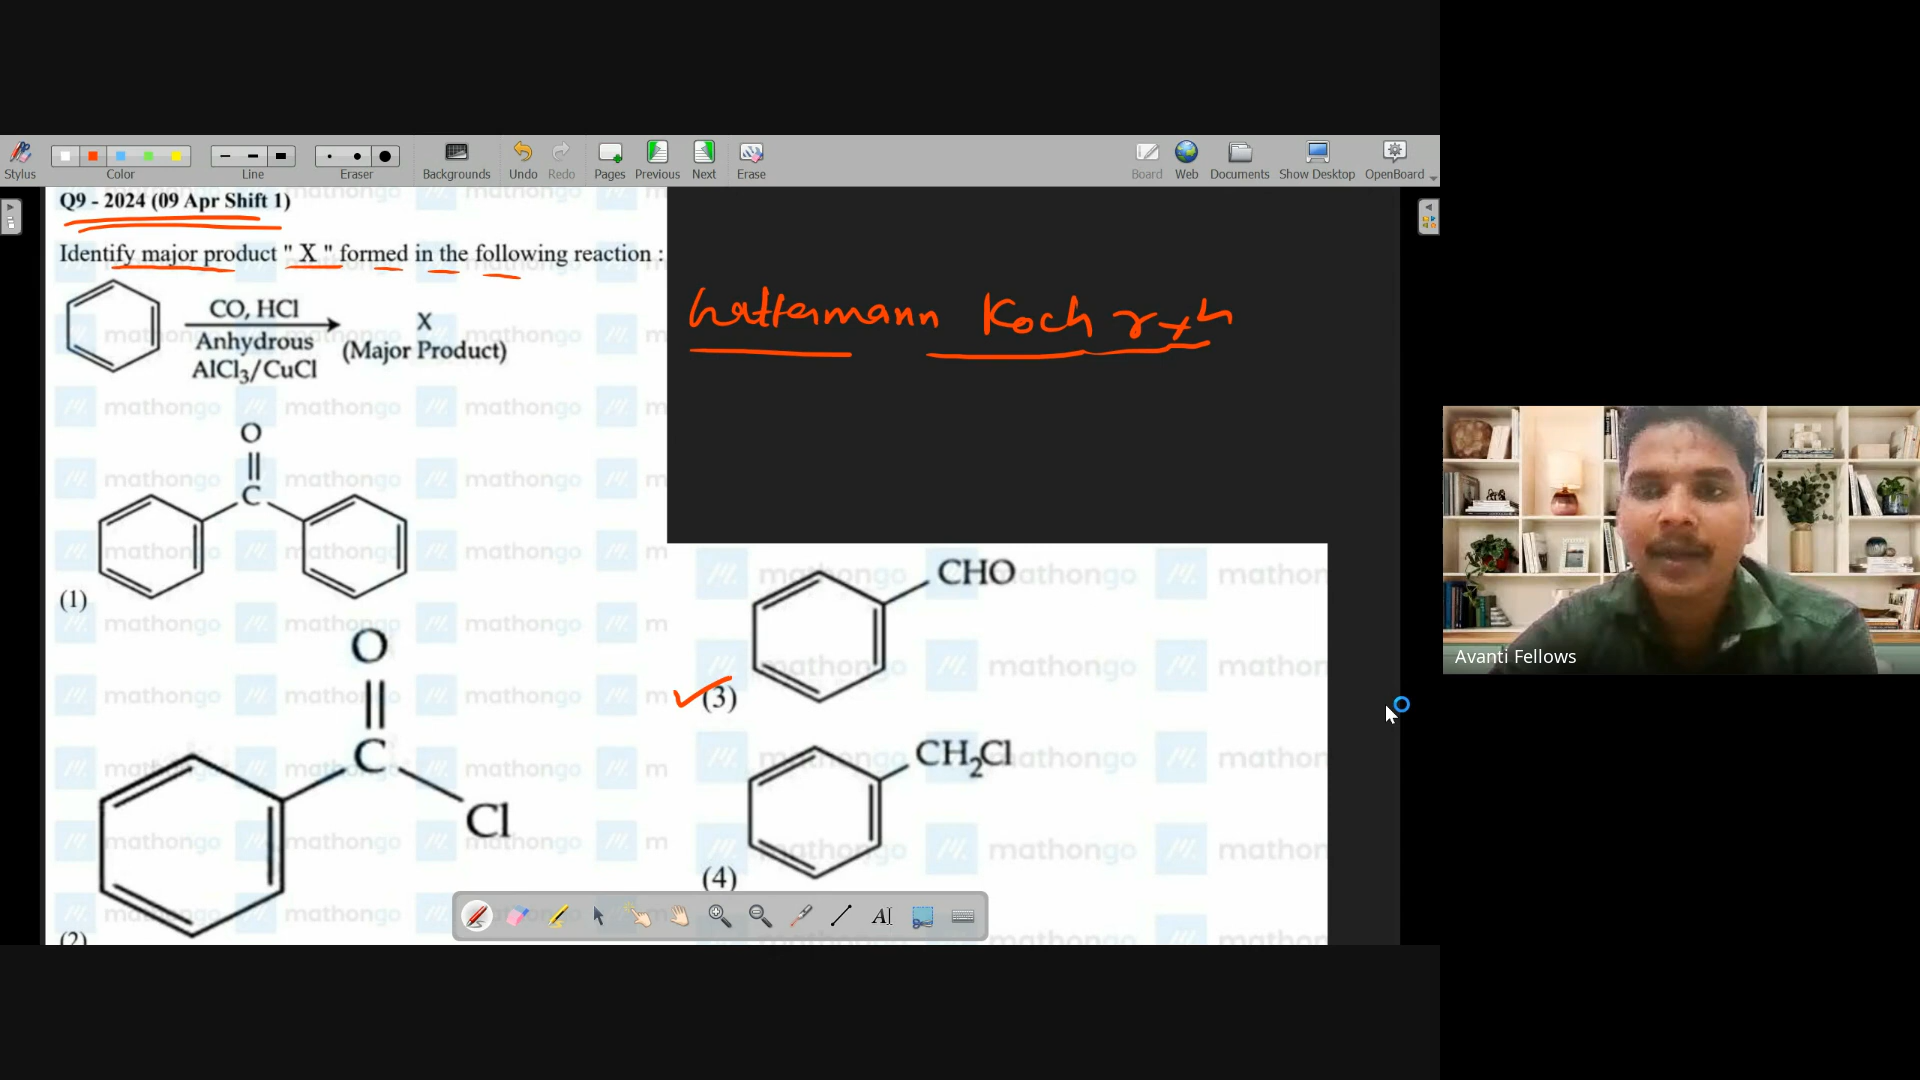 Stylus Color Line Eraser Backgrounds Undo Redo Pages Previous Next Erase Board Web Documents Show Desktop OpenBoard
Q9 - 2024 (09 Apr Shift 1)
Identify major product " X " formed in the following reaction :
CO, HCl
Anhydrous
AlCl3/CuCl
X
(Major Product)
Gattermann Koch rxn
O
C
(1)
O
C
Cl
(2)
CHO
(3)
CH2Cl
(4)
mathongo
Avanti Fellows